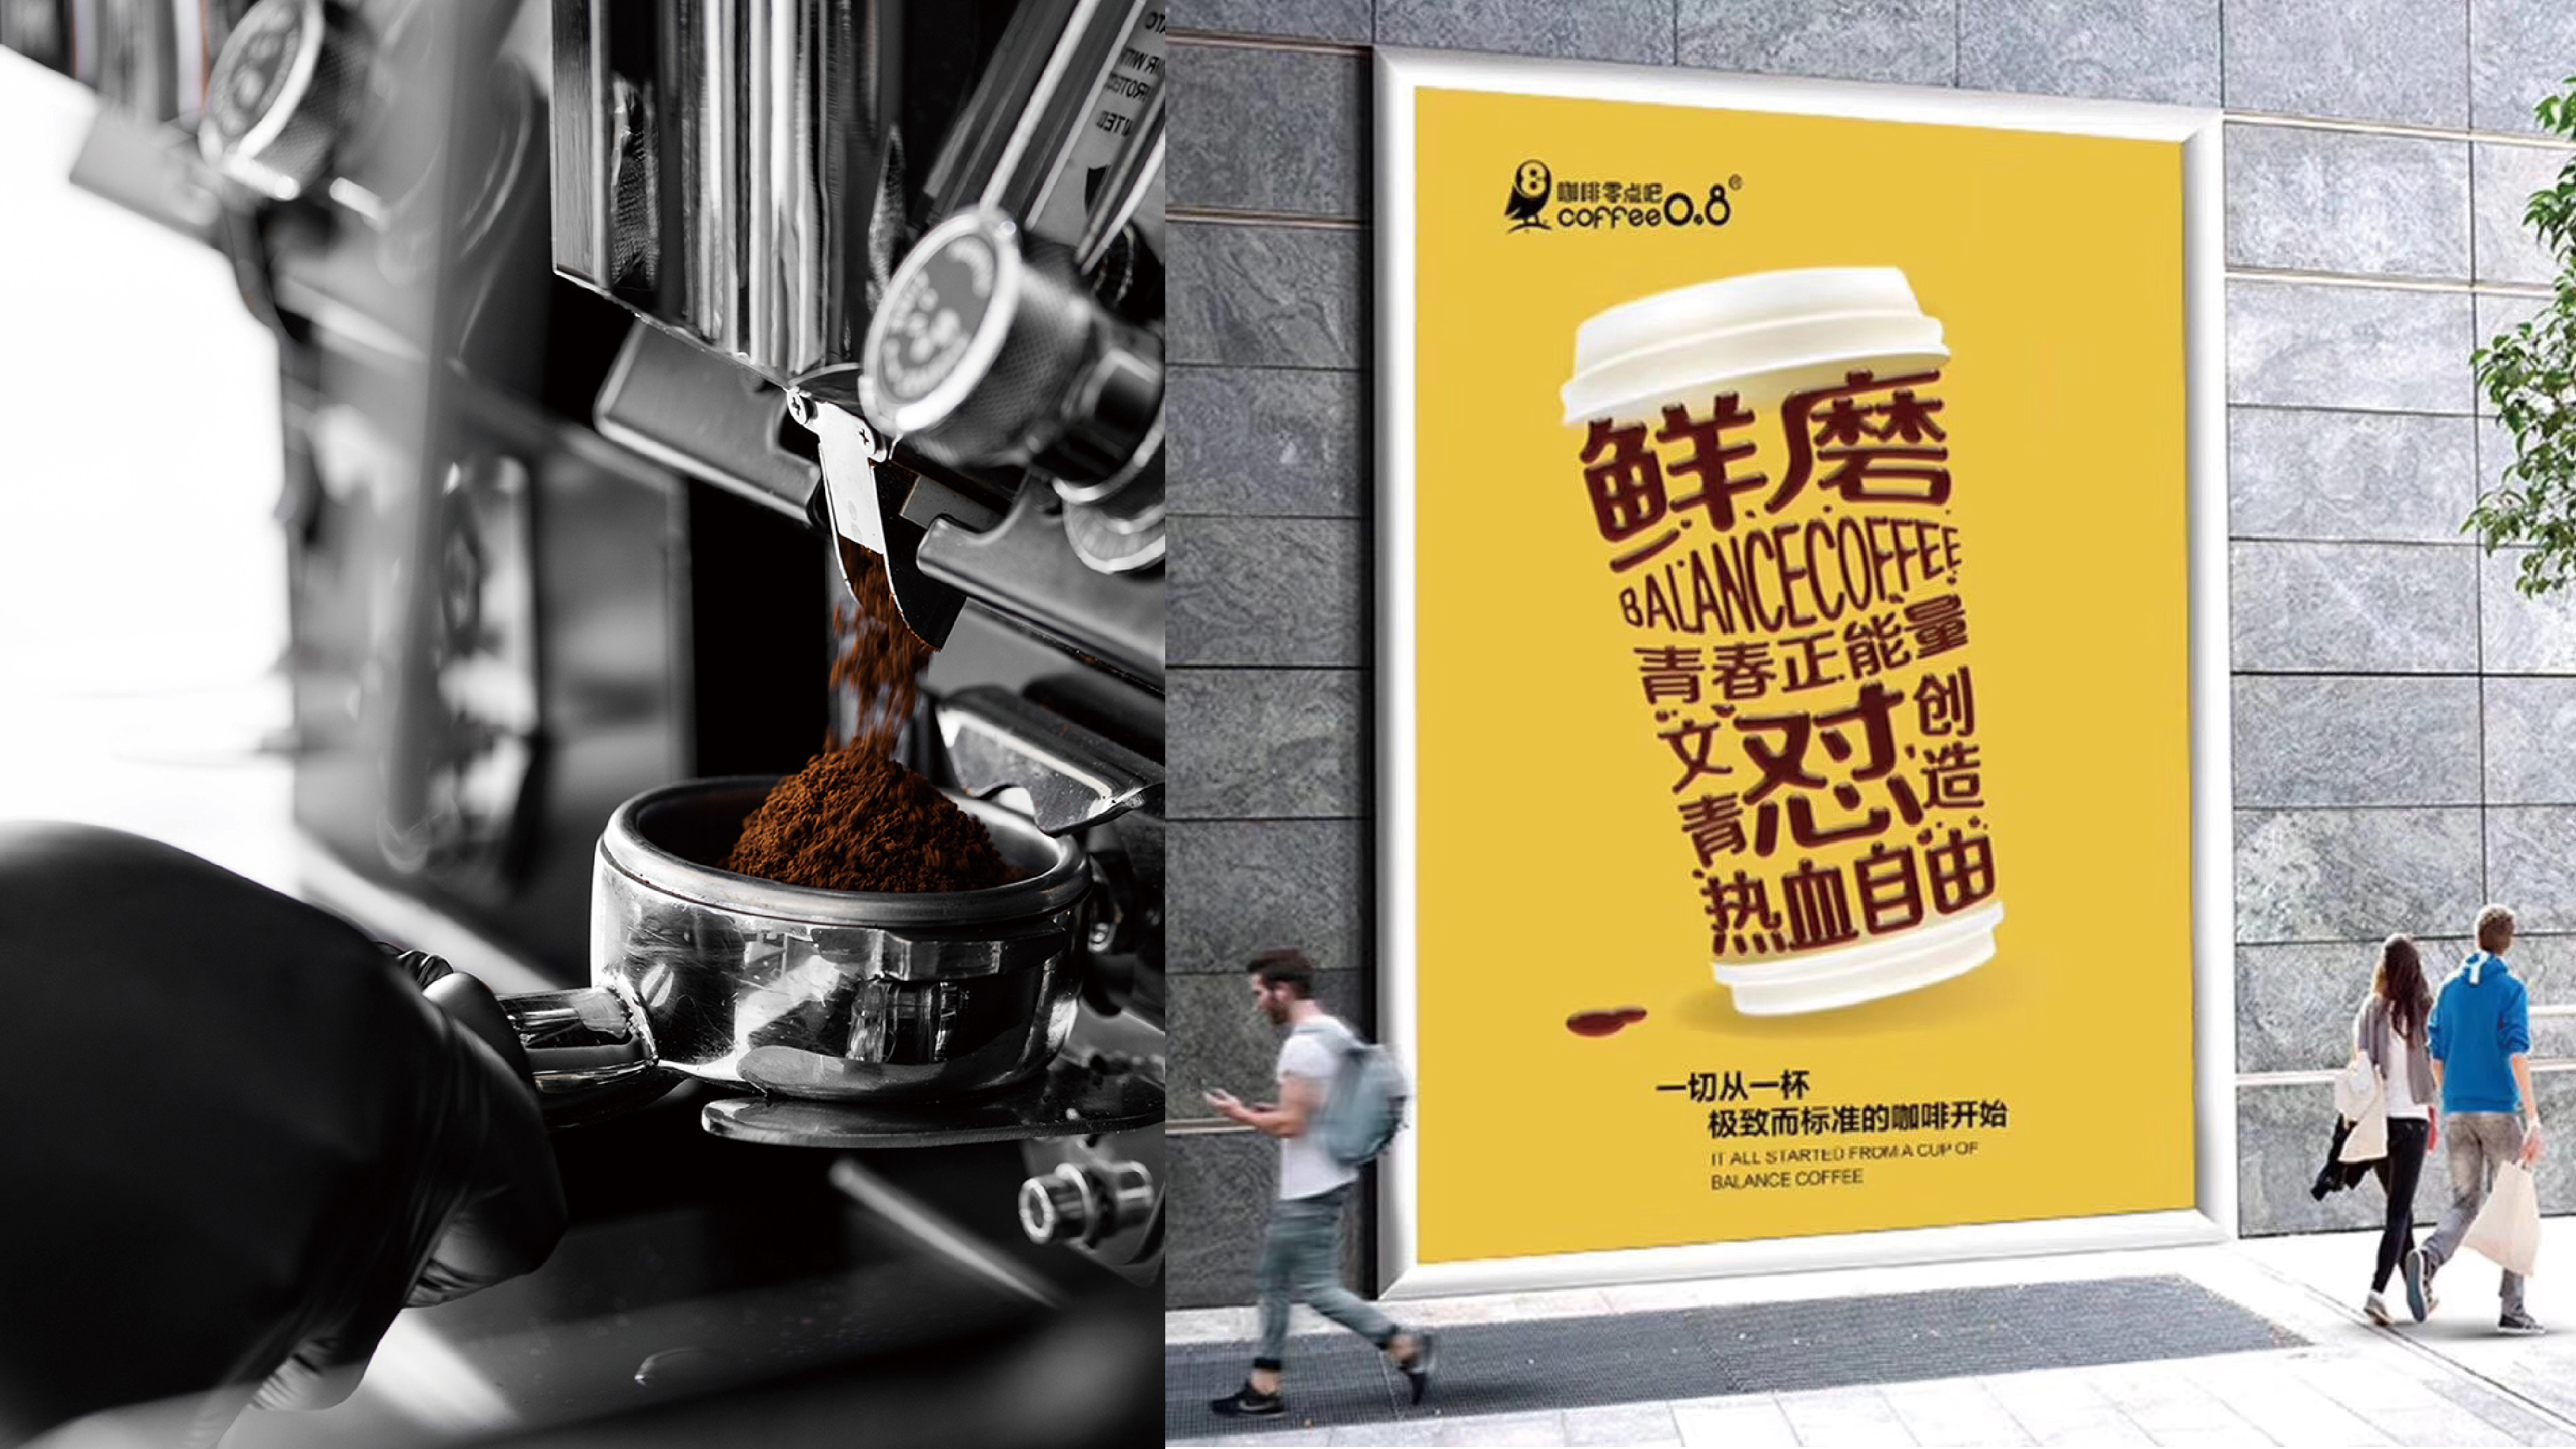 咖啡零点吧
coffee 0.8®
鲜磨
BALANCECOFFEE
青春正能量
文青
怼
创造
热血自由
一切从一杯
极致而标准的咖啡开始
IT ALL STARTED FROM A CUP OF
BALANCE COFFEE